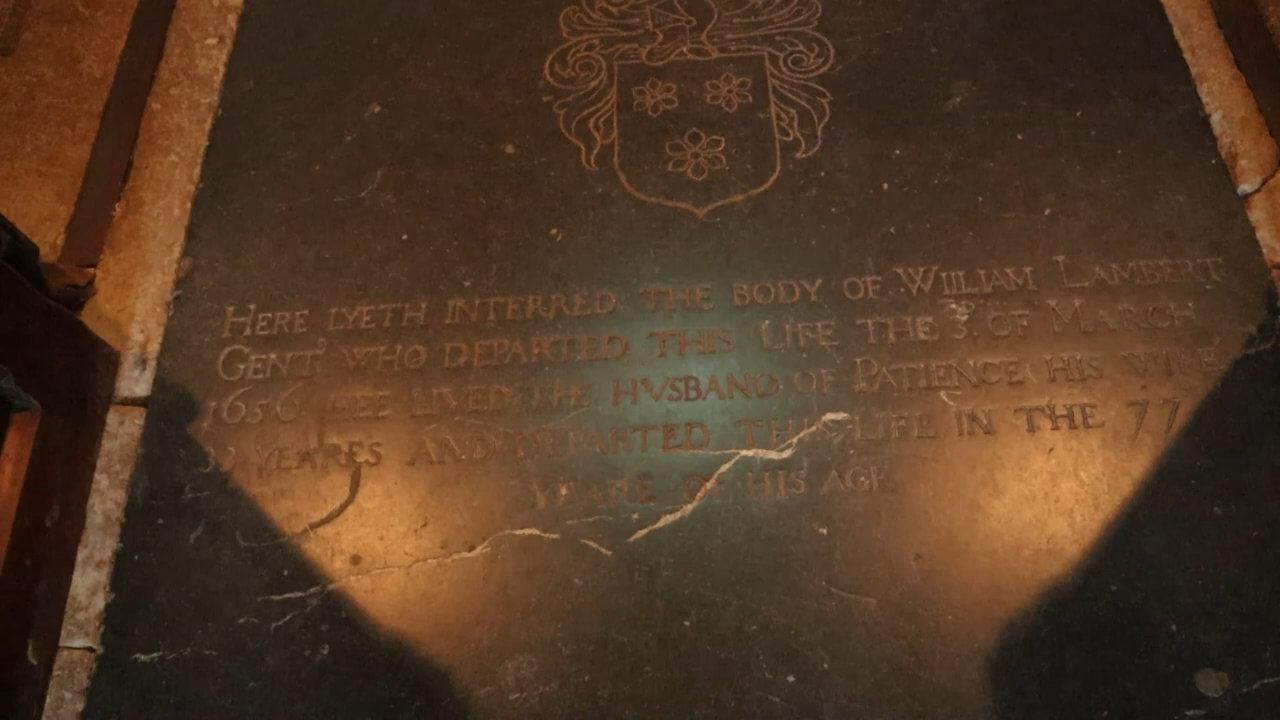 HERE LYETH INTERRED THE BODY OF WILLIAM LAMBERT
GENT WHO DEPARTED THIS LIFE THE 3 OF MARCH
1656 HEE LIVED THE HVSBAND OF PATIENCE HIS WIFE
YEARES AND DEPARTED THIS LIFE IN THE 77
YEARE OF HIS AGE